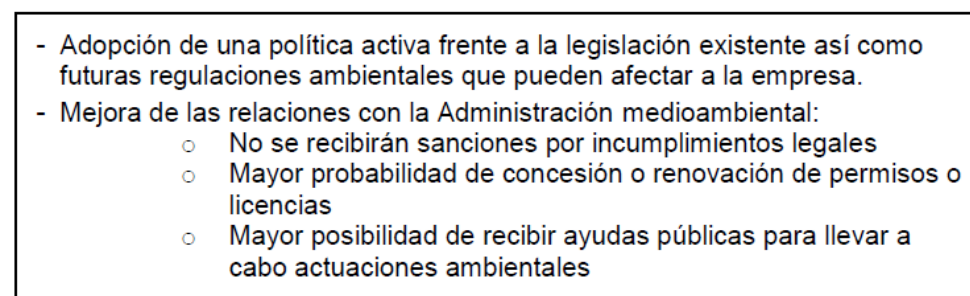 - Adopción de una política activa frente a la legislación existente así como
futuras regulaciones ambientales que pueden afectar a la empresa.
- Mejora de las relaciones con la Administración medioambiental:
o No se recibirán sanciones por incumplimientos legales
o Mayor probabilidad de concesión o renovación de permisos o
licencias
o Mayor posibilidad de recibir ayudas públicas para llevar a
cabo actuaciones ambientales